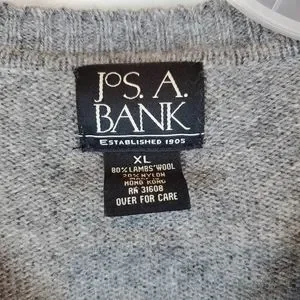 JOS. A.
BANK
ESTABLISHED 1905
XL
80% LAMBS' WOOL
20% NYLON
HONG KONG
RN 31608
OVER FOR CARE